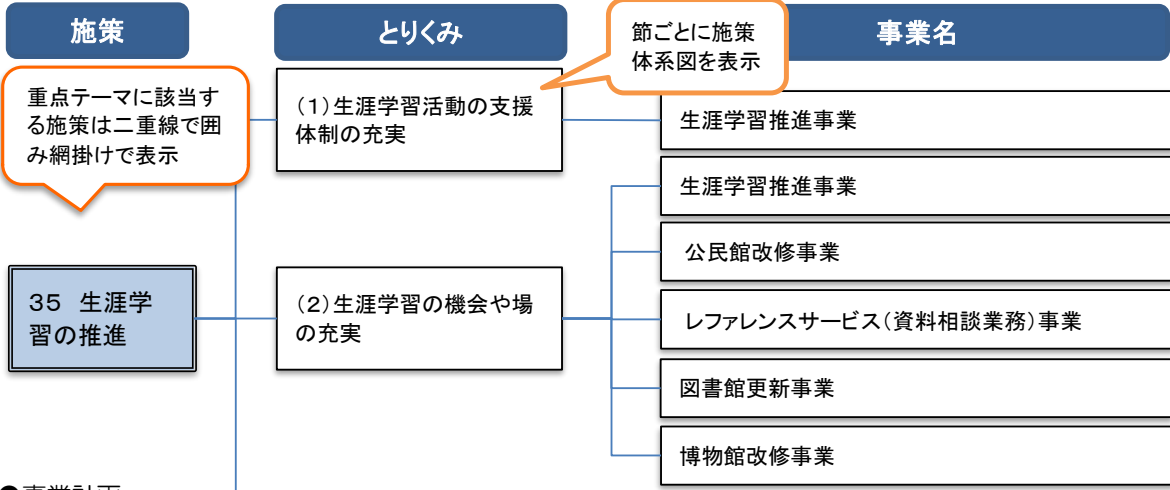 施策
とりくみ
事業名
節ごとに施策
体系図を表示
重点テーマに該当す
る施策は二重線で囲
み網掛けで表示
(1)生涯学習活動の支援
体制の充実
生涯学習推進事業
生涯学習推進事業
公民館改修事業
35 生涯学
習の推進
(2)生涯学習の機会や場
の充実
レファレンスサービス(資料相談業務)事業
図書館更新事業
博物館改修事業
●事業計画